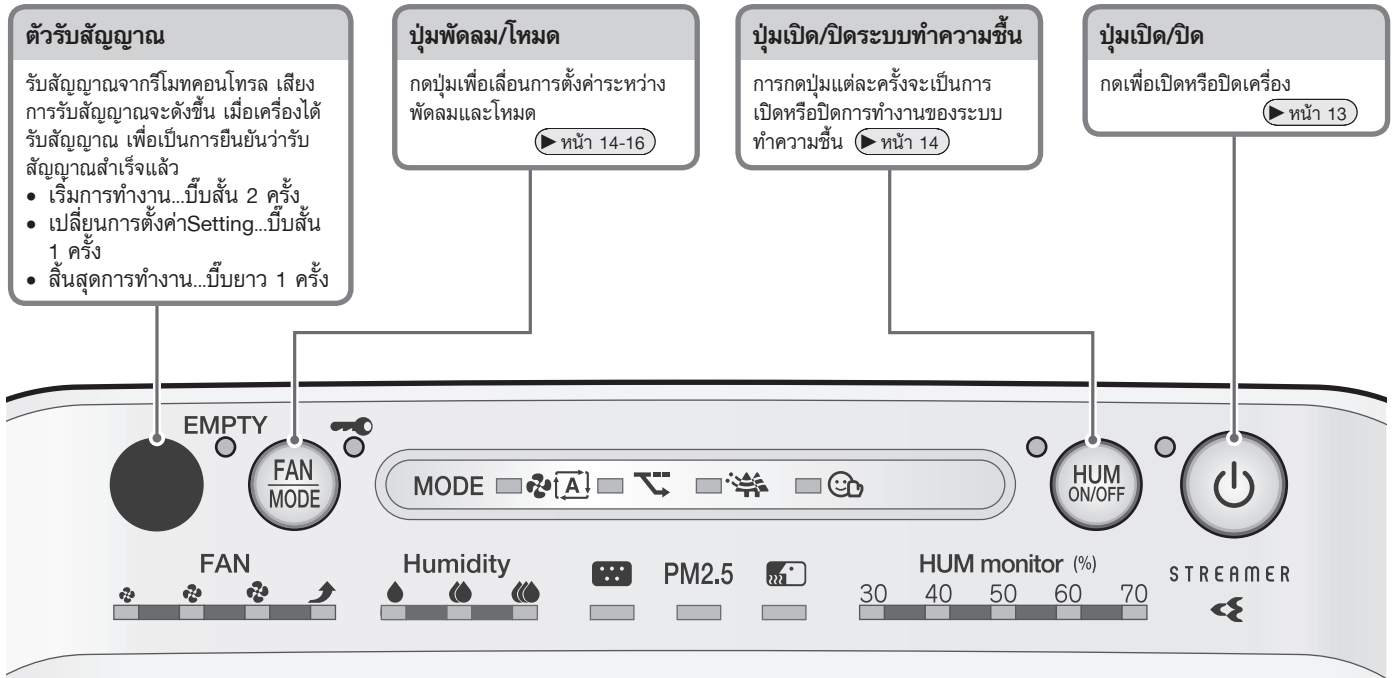 ตัวรับสัญญาณ
รับสัญญาณจากรีโมทคอนโทรล เสียง
การรับสัญญาณจะดังขึ้น เมื่อเครื่องได้
รับสัญญาณ เพื่อเป็นการยืนยันว่ารับ
สัญญาณสำเร็จแล้ว
• เริ่มการทำงาน...บี๊บสั้น 2 ครั้ง
• เปลี่ยนการตั้งค่าSetting...บี๊บสั้น
1 ครั้ง
• สิ้นสุดการทำงาน...บี๊บยาว 1 ครั้ง
ปุ่มพัดลม/โหมด
กดปุ่มเพื่อเลื่อนการตั้งค่าระหว่าง
พัดลมและโหมด
▶ หน้า 14-16
ปุ่มเปิด/ปิดระบบทำความชื้น
การกดปุ่มแต่ละครั้งจะเป็นการ
เปิดหรือปิดการทำงานของระบบ
ทำความชื้น ▶ หน้า 14
ปุ่มเปิด/ปิด
กดเพื่อเปิดหรือปิดเครื่อง
▶ หน้า 13
EMPTY
FAN
MODE
MODE
A
HUM
ON/OFF
FAN
Humidity
PM2.5
HUM monitor (%)
30 40 50 60 70
STREAMER